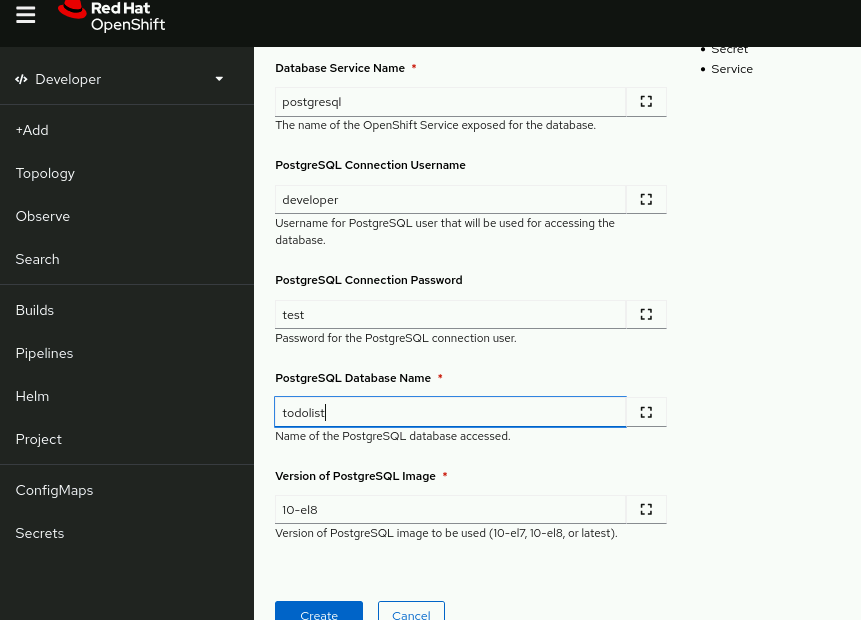 Red Hat
OpenShift
Developer
+Add
Topology
Observe
Search
Builds
Pipelines
Helm
Project
ConfigMaps
Secrets
Database Service Name *
postgresql
The name of the OpenShift Service exposed for the database.
PostgreSQL Connection Username
developer
Username for PostgreSQL user that will be used for accessing the
database.
PostgreSQL Connection Password
test
Password for the PostgreSQL connection user.
PostgreSQL Database Name *
todolist
Name of the PostgreSQL database accessed.
Version of PostgreSQL Image *
10-el8
Version of PostgreSQL image to be used (10-el7, 10-el8, or latest).
Create
Cancel
• Secret
• Service